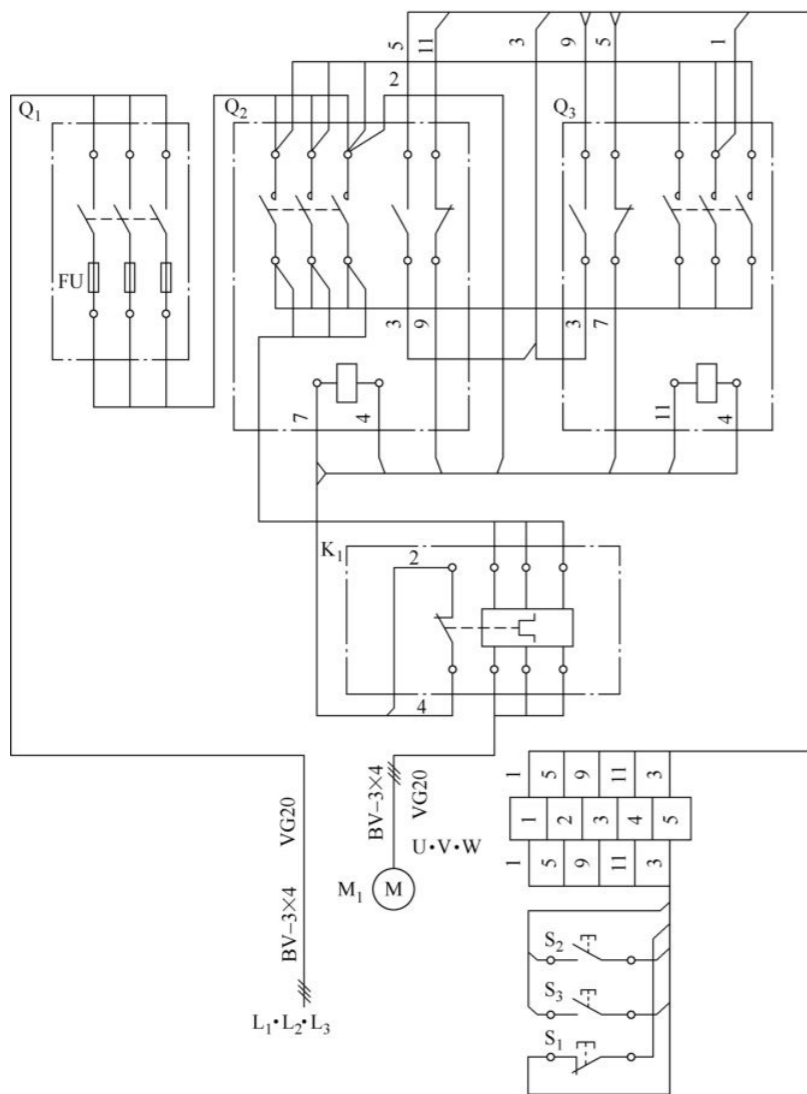 5 11 3 9 5 1
2
Q1 Q2 Q3
FU
3 9 3 7
7 4 11 4
K1
2
4
1 5 9 11 3
BV-3×4 VG20
VG20
1 2 3 4 5
U·V·W
1 5 9 11 3
M1 M
BV-3×4
S2
S3
L1·L2·L3
S1